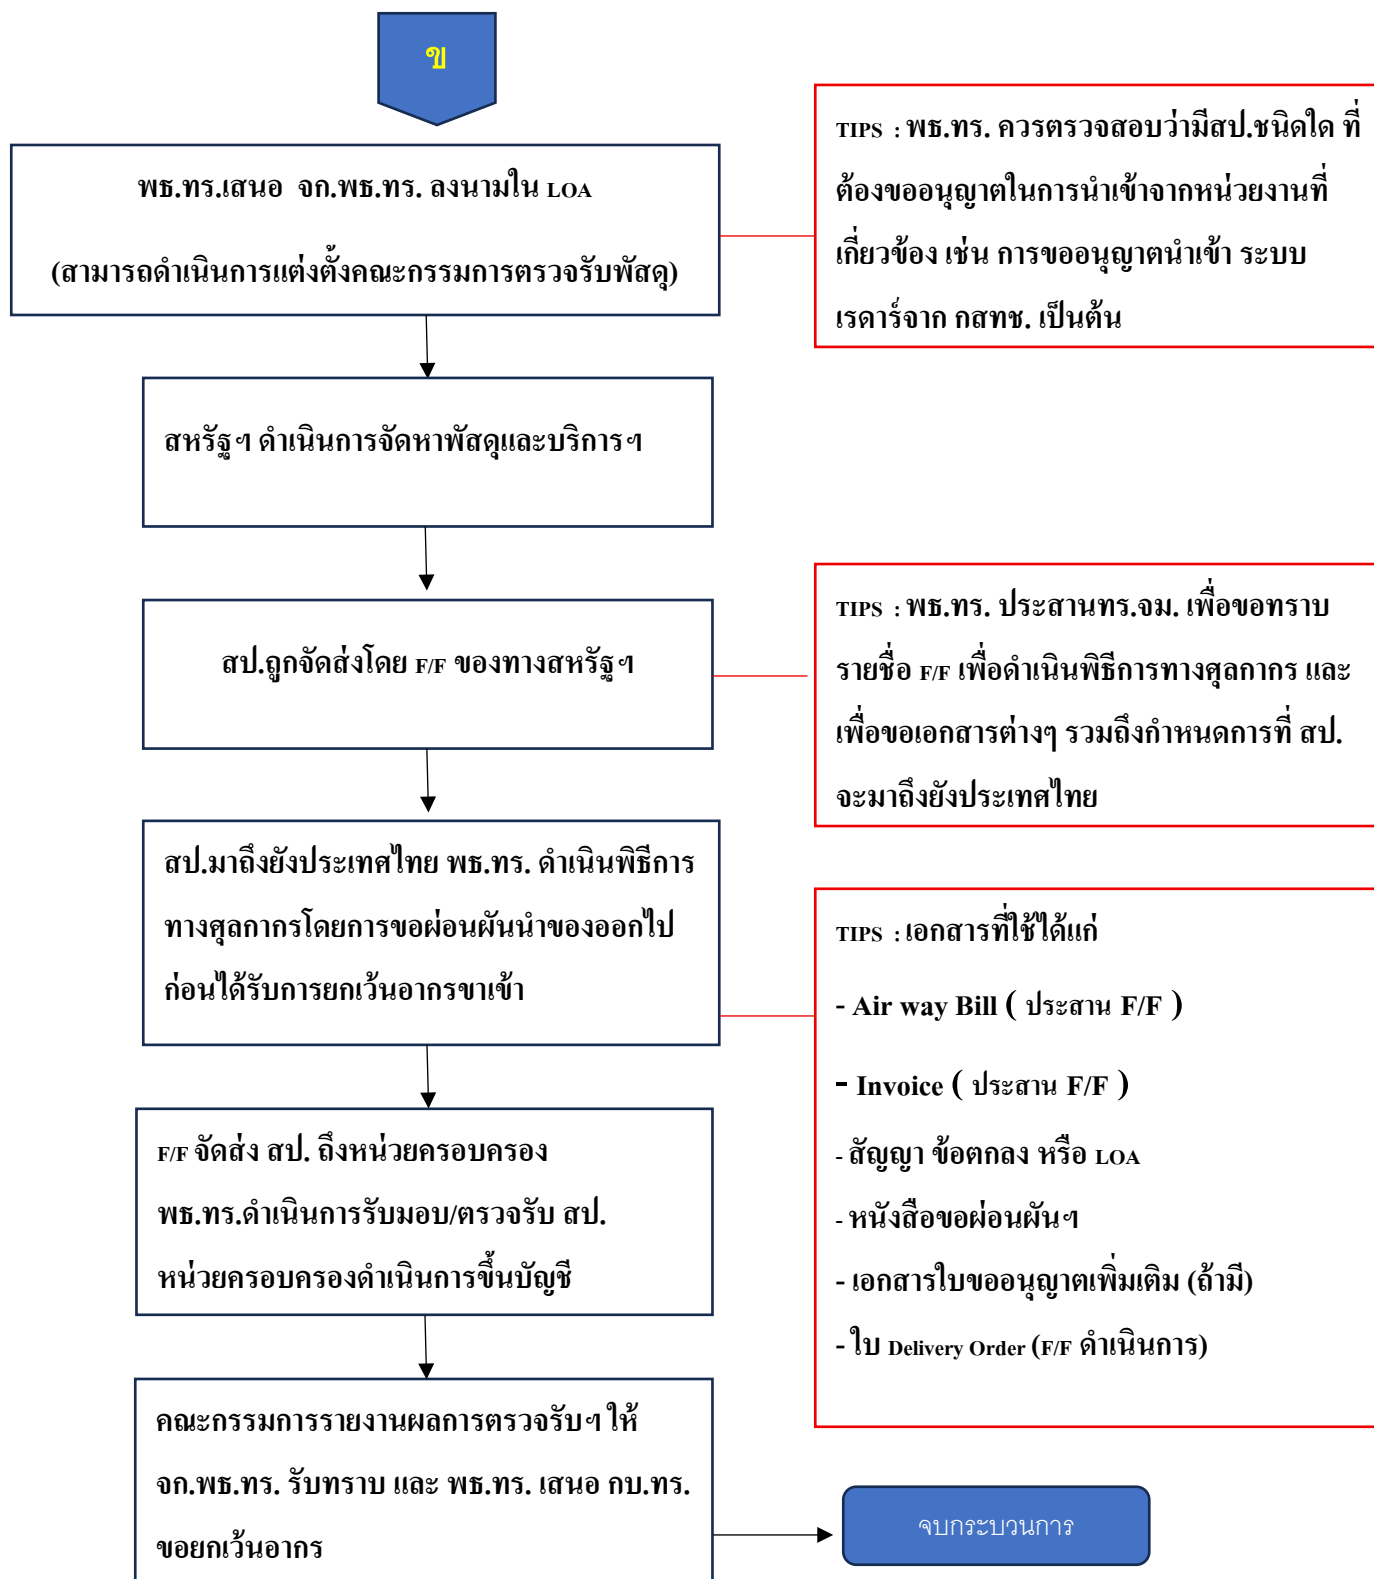 ข
พธ.ทร.เสนอ จก.พธ.ทร. ลงนามใน LOA
(สามารถดำเนินการแต่งตั้งคณะกรรมการตรวจรับพัสดุ)
TIPS : พธ.ทร. ควรตรวจสอบว่ามีสป.ชนิดใด ที่
ต้องขออนุญาตในการนำเข้าจากหน่วยงานที่
เกี่ยวข้อง เช่น การขออนุญาตนำเข้า ระบบ
เรดาร์จาก กสทช. เป็นต้น
สหรัฐฯ ดำเนินการจัดหาพัสดุและบริการฯ
สป.ถูกจัดส่งโดย F/F ของทางสหรัฐฯ
TIPS : พธ.ทร. ประสานทร.จม. เพื่อขอทราบ
รายชื่อ F/F เพื่อดำเนินพิธีการทางศุลกากร และ
เพื่อขอเอกสารต่างๆ รวมถึงกำหนดการที่ สป.
จะมาถึงยังประเทศไทย
สป.มาถึงยังประเทศไทย พธ.ทร. ดำเนินพิธีการ
ทางศุลกากรโดยการขอผ่อนผันนำของออกไป
ก่อนได้รับการยกเว้นอากรขาเข้า
TIPS : เอกสารที่ใช้ได้แก่
- Air way Bill ( ประสาน F/F )
- Invoice ( ประสาน F/F )
- สัญญา ข้อตกลง หรือ LOA
- หนังสือขอผ่อนผันฯ
- เอกสารใบขออนุญาตเพิ่มเติม (ถ้ามี)
- ใบ Delivery Order (F/F ดำเนินการ)
F/F จัดส่ง สป. ถึงหน่วยครอบครอง
พธ.ทร.ดำเนินการรับมอบ/ตรวจรับ สป.
หน่วยครอบครองดำเนินการขึ้นบัญชี
คณะกรรมการรายงานผลการตรวจรับฯ ให้
จก.พธ.ทร. รับทราบ และ พธ.ทร. เสนอ กบ.ทร.
ขอยกเว้นอากร
จบกระบวนการ